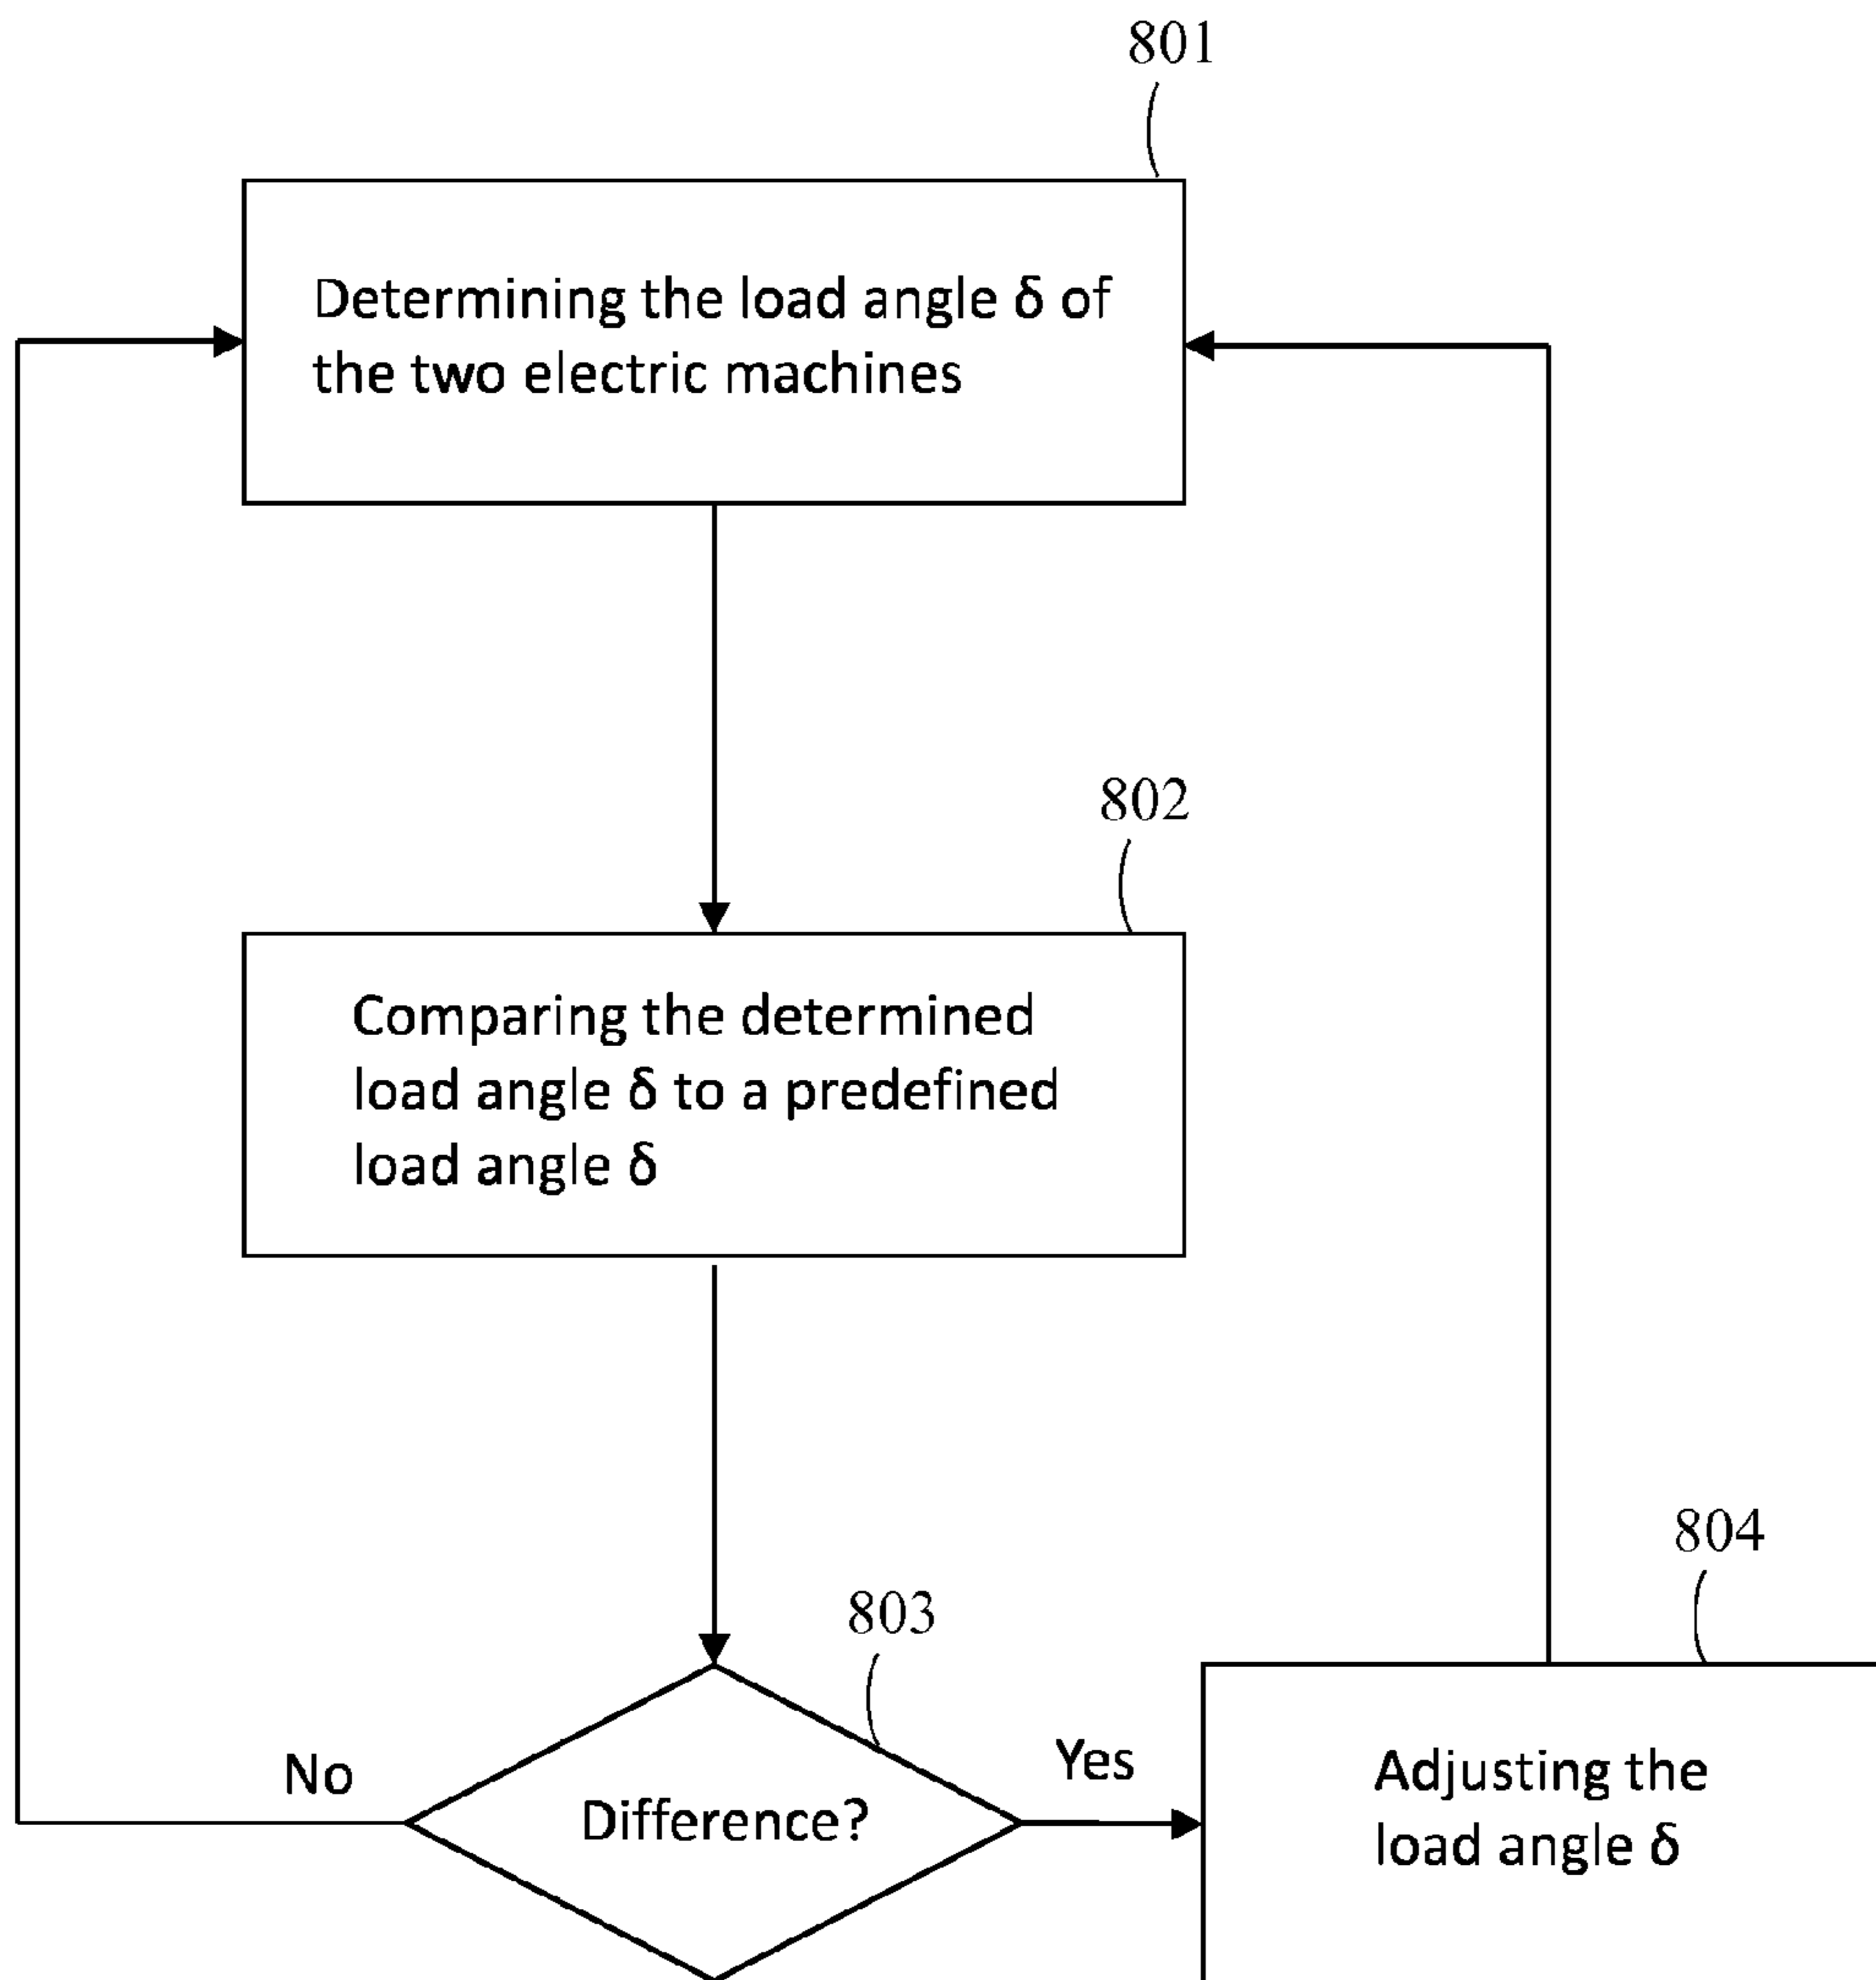 801
Determining the load angle δ of
the two electric machines
802
Comparing the determined
load angle δ to a predefined
load angle δ
803
804
No
Difference?
Yes
Adjusting the
load angle δ